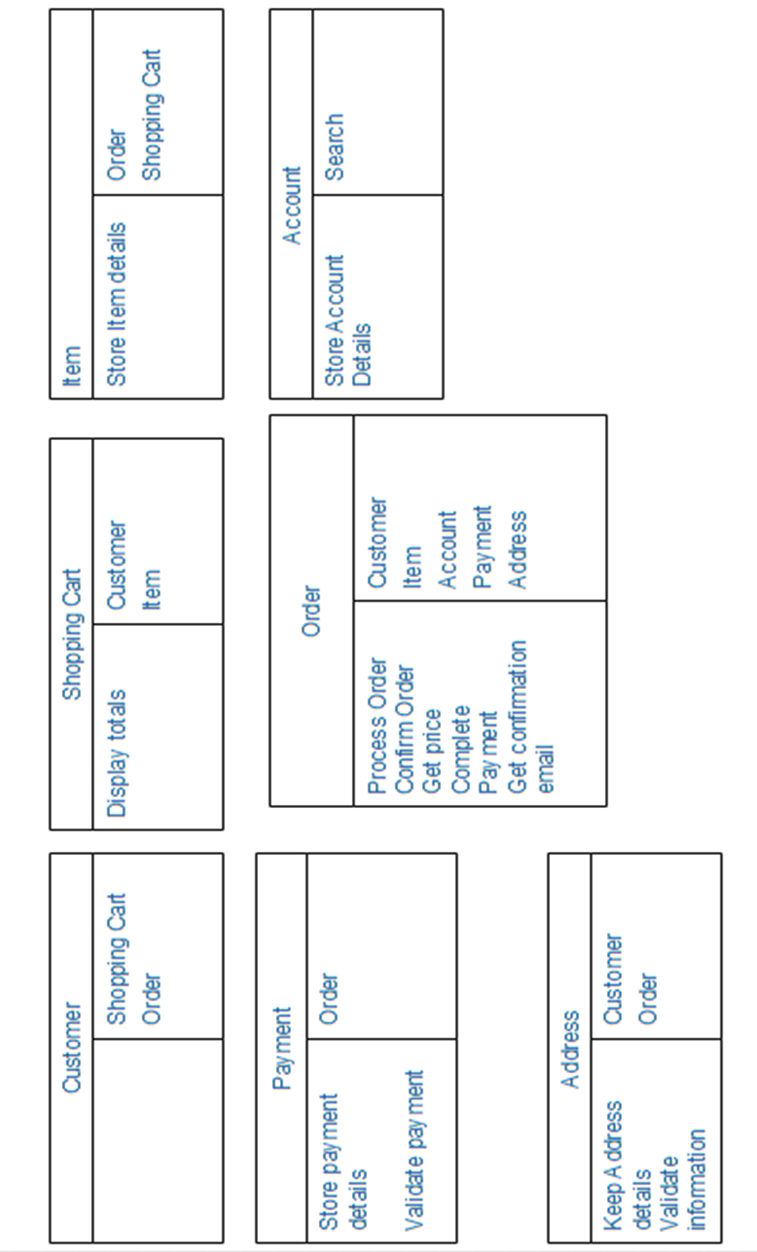 Customer
Shopping Cart
Order
Shopping Cart
Display totals
Customer
Item
Item
Store Item details
Order
Shopping Cart
Payment
Store payment
details
Validate payment
Order
Order
Process Order
Confirm Order
Get price
Complete
Payment
Get confirmation
email
Customer
Item
Account
Payment
Address
Account
Store Account
Details
Search
Address
Keep Address
details
Validate
information
Customer
Order